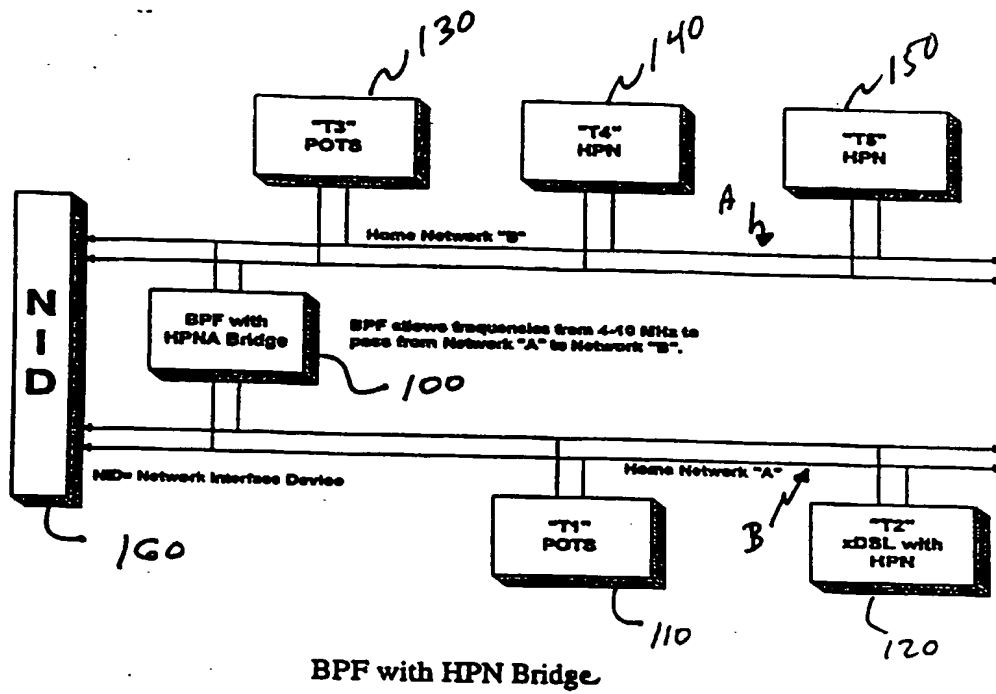 130
140
150
"T3"
POTS
"T4"
HPN
"T5"
HPN
A
Home Network "B"
NID
BPF with
HPNA Bridge
BPF allows frequencies from 4-10 MHz to
pass from Network "A" to Network "B".
100
NID= Network Interface Device
Home Network "A"
B
160
"T1"
POTS
"T2"
xDSL with
HPN
110
120
BPF with HPN Bridge